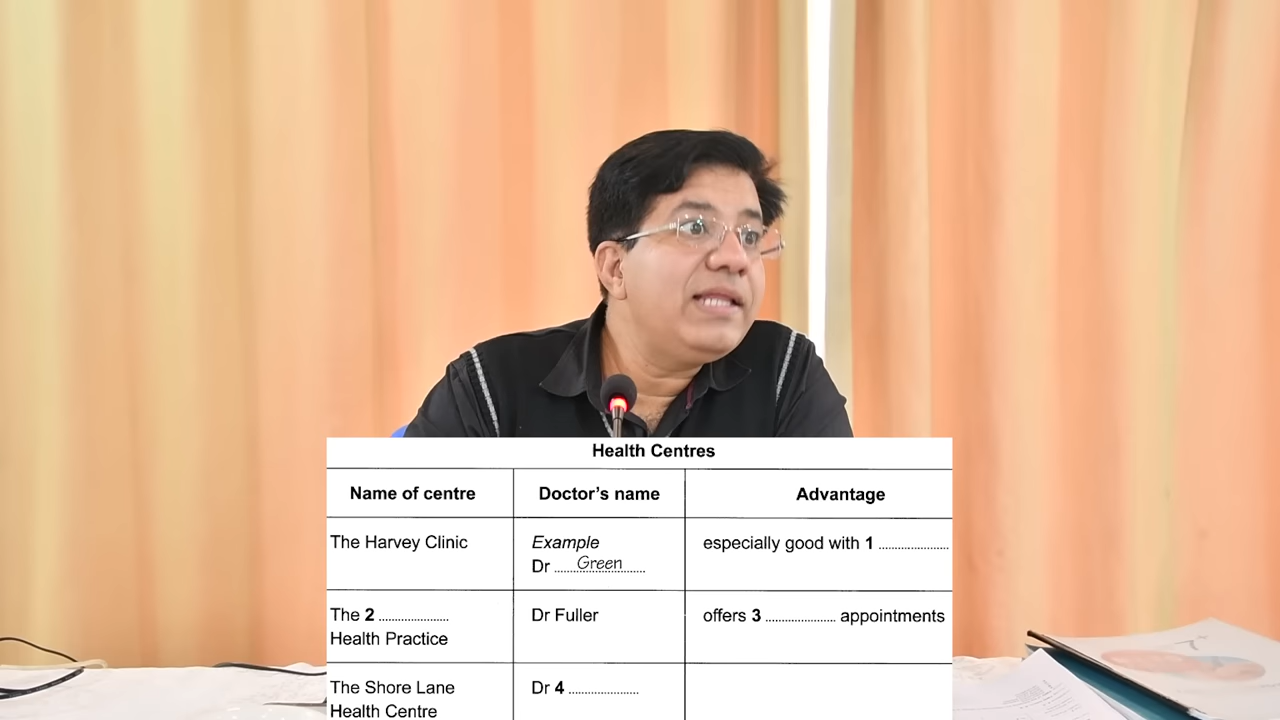 Health Centres
Name of centre Doctor's name Advantage
The Harvey Clinic
Example
Dr ....Green....
especially good with 1 ....................
The 2 ....................
Health Practice
Dr Fuller
offers 3 .................... appointments
The Shore Lane
Health Centre
Dr 4 ....................